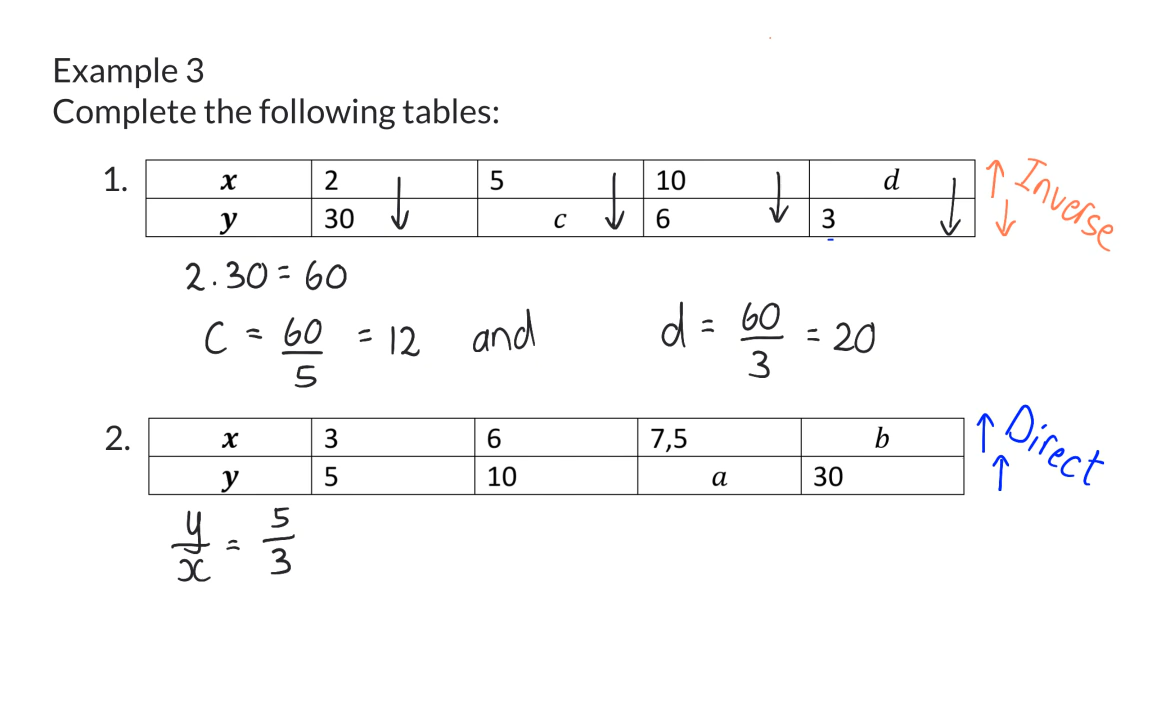 Example 3
Complete the following tables:
1. x 2 ↓ 5 10 d ↑ Inverse
y 30 c ↓ 6 ↓ 3 ↓ ↓
2.30 = 60
C = 60/5 = 12 and d = 60/3 = 20
2. x 3 6 7,5 b ↑ Direct
y 5 10 a 30 ↑
y/x = 5/3